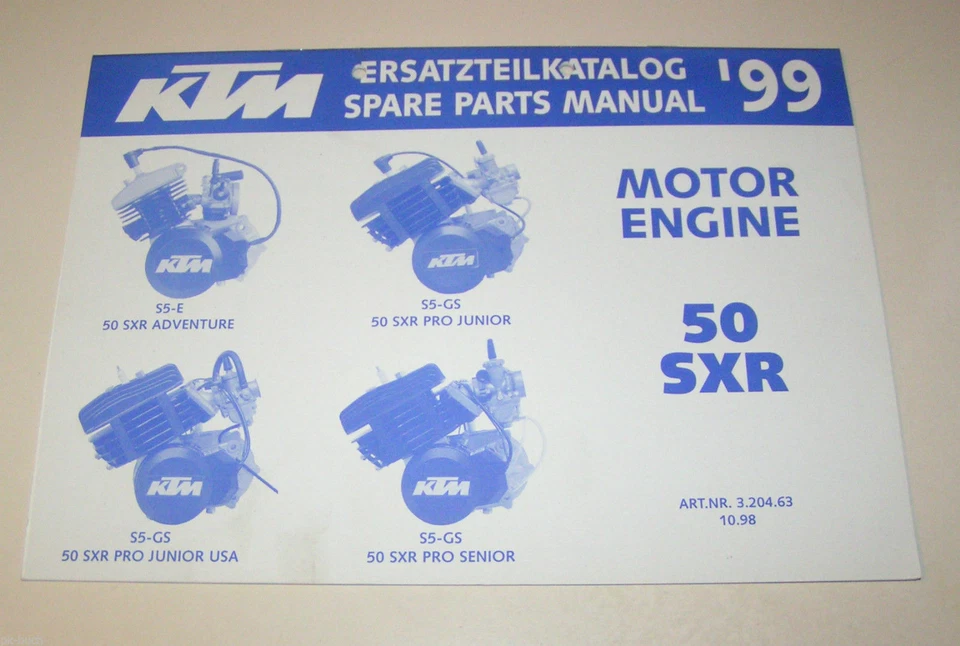 KTM
ERSATZTEILKATALOG
SPARE PARTS MANUAL
'99
MOTOR
ENGINE
50
SXR
KTM
S5-E
50 SXR ADVENTURE
KTM
S5-GS
50 SXR PRO JUNIOR
KTM
S5-GS
50 SXR PRO JUNIOR USA
KTM
S5-GS
50 SXR PRO SENIOR
ART.NR. 3.204.63
10.98